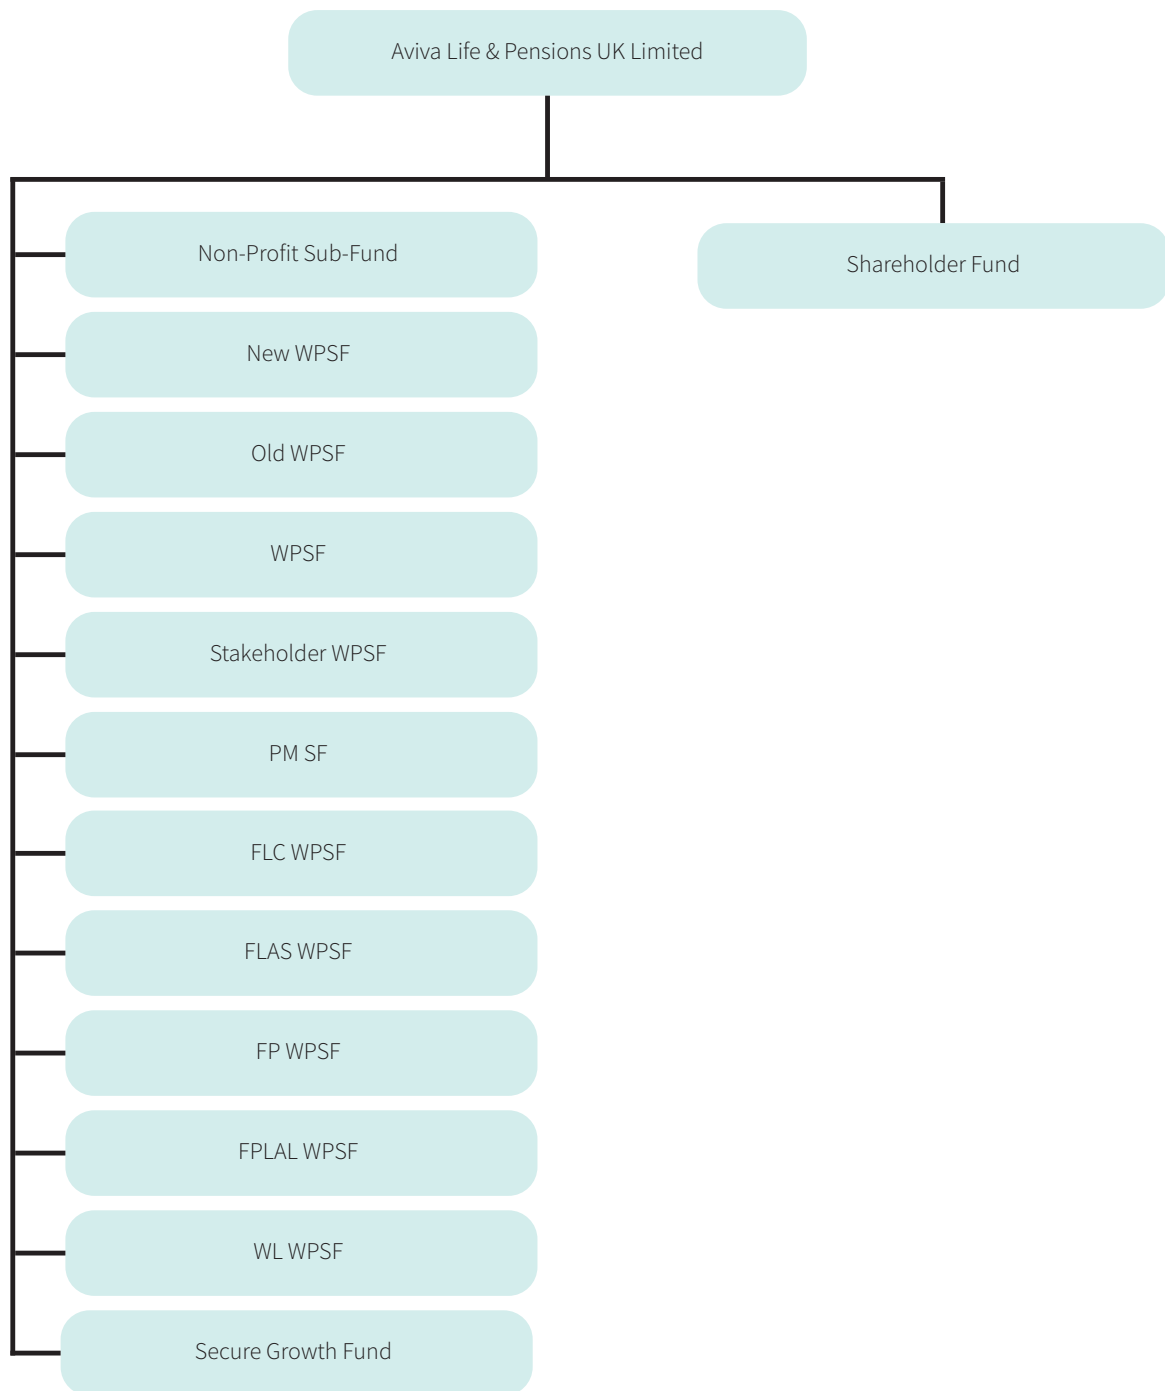 Aviva Life & Pensions UK Limited
Non-Profit Sub-Fund
Shareholder Fund
New WPSF
Old WPSF
WPSF
Stakeholder WPSF
PM SF
FLC WPSF
FLAS WPSF
FP WPSF
FPLAL WPSF
WL WPSF
Secure Growth Fund